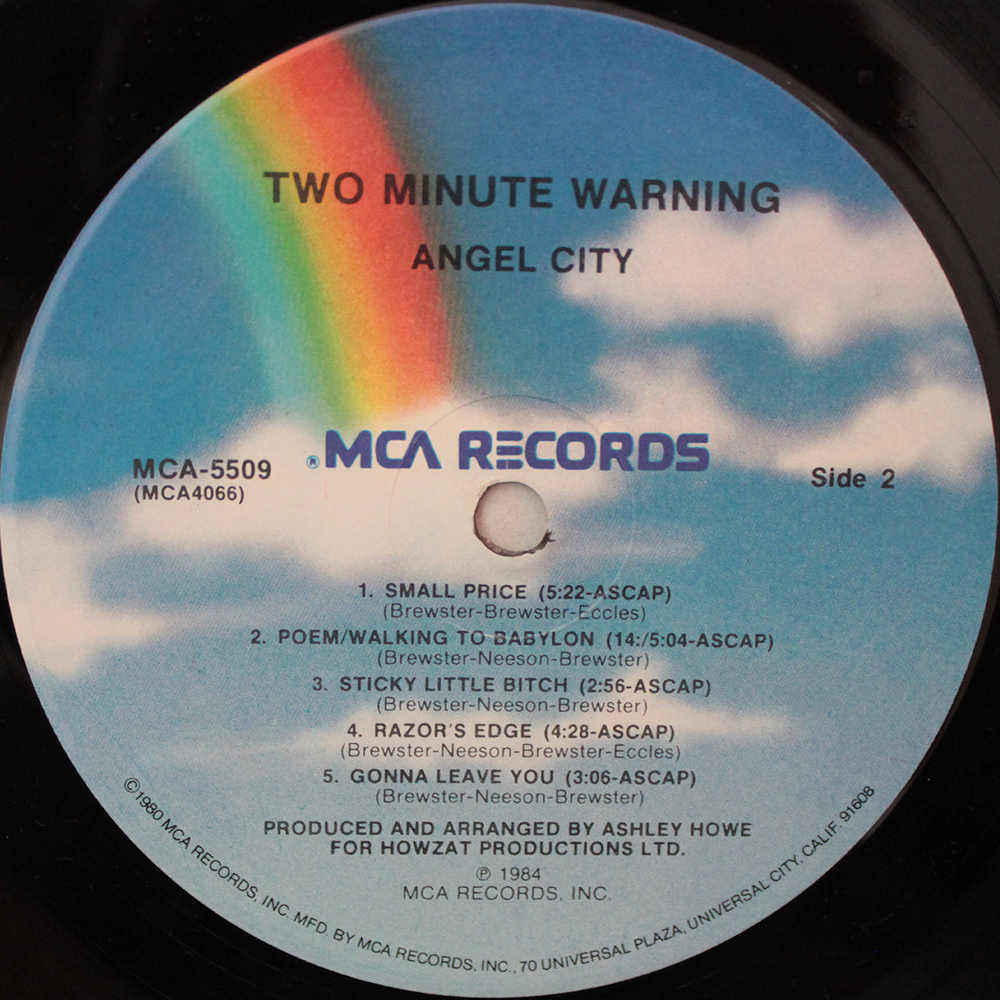 TWO MINUTE WARNING
ANGEL CITY
® MCA RECORDS
MCA-5509
(MCA4066)
Side 2
1. SMALL PRICE (5:22-ASCAP)
(Brewster-Brewster-Eccles)
2. POEM/WALKING TO BABYLON (14:/5:04-ASCAP)
(Brewster-Neeson-Brewster)
3. STICKY LITTLE BITCH (2:56-ASCAP)
(Brewster-Neeson-Brewster)
4. RAZOR'S EDGE (4:28-ASCAP)
(Brewster-Neeson-Brewster-Eccles)
5. GONNA LEAVE YOU (3:06-ASCAP)
(Brewster-Neeson-Brewster)
PRODUCED AND ARRANGED BY ASHLEY HOWE
FOR HOWZAT PRODUCTIONS LTD.
℗ 1984
MCA RECORDS, INC.
©1980 MCA RECORDS, INC. MFD. BY MCA RECORDS, INC., 70 UNIVERSAL PLAZA, UNIVERSAL CITY, CALIF. 91608